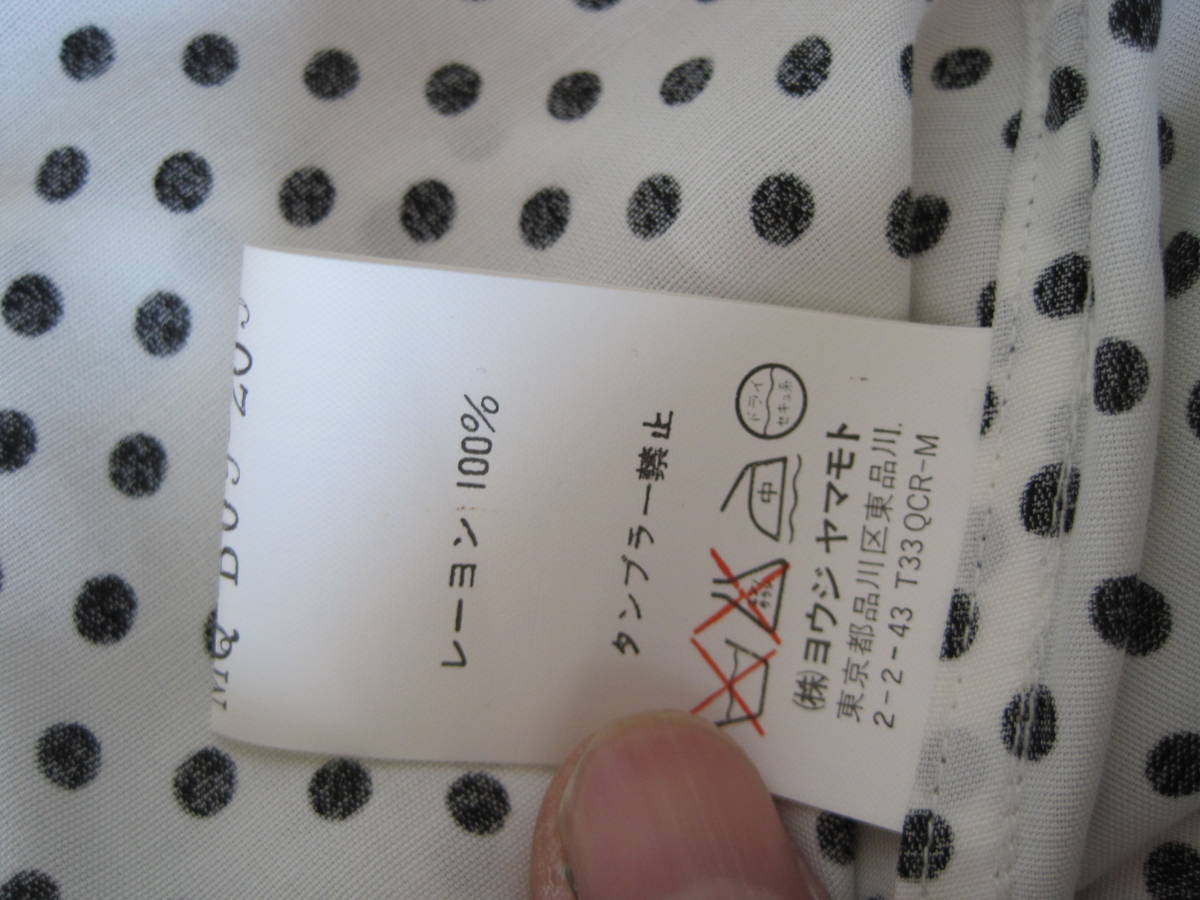 レーヨン 100%
タンブラー禁止
中
ドライ
セキュ系
(株)ヨウジ ヤマモト
東京都品川区東品川.
2-2-43 T33 QCR-M